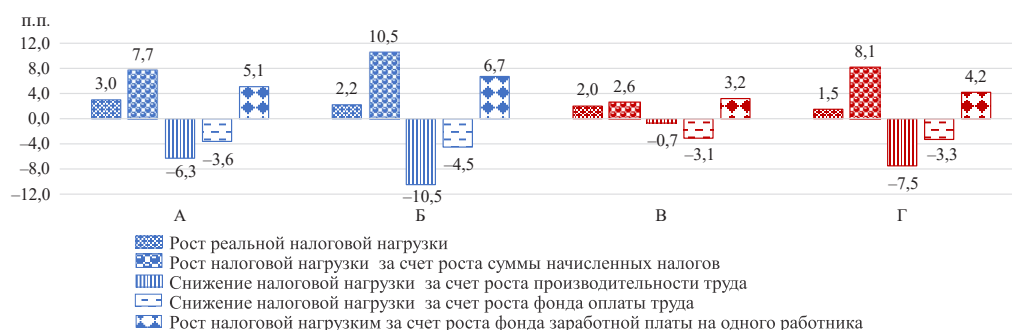 п.п.
12,0
8,0
4,0
0,0
–4,0
–8,0
–12,0
3,0 7,7 –6,3 –3,6 5,1
2,2 10,5 –10,5 –4,5 6,7
2,0 2,6 –0,7 –3,1 3,2
1,5 8,1 –7,5 –3,3 4,2
А Б В Г
Рост реальной налоговой нагрузки
Рост налоговой нагрузки за счет роста суммы начисленных налогов
Снижение налоговой нагрузки за счет роста производительности труда
Снижение налоговой нагрузки за счет роста фонда оплаты труда
Рост налоговой нагрузким за счет роста фонда заработной платы на одного работника